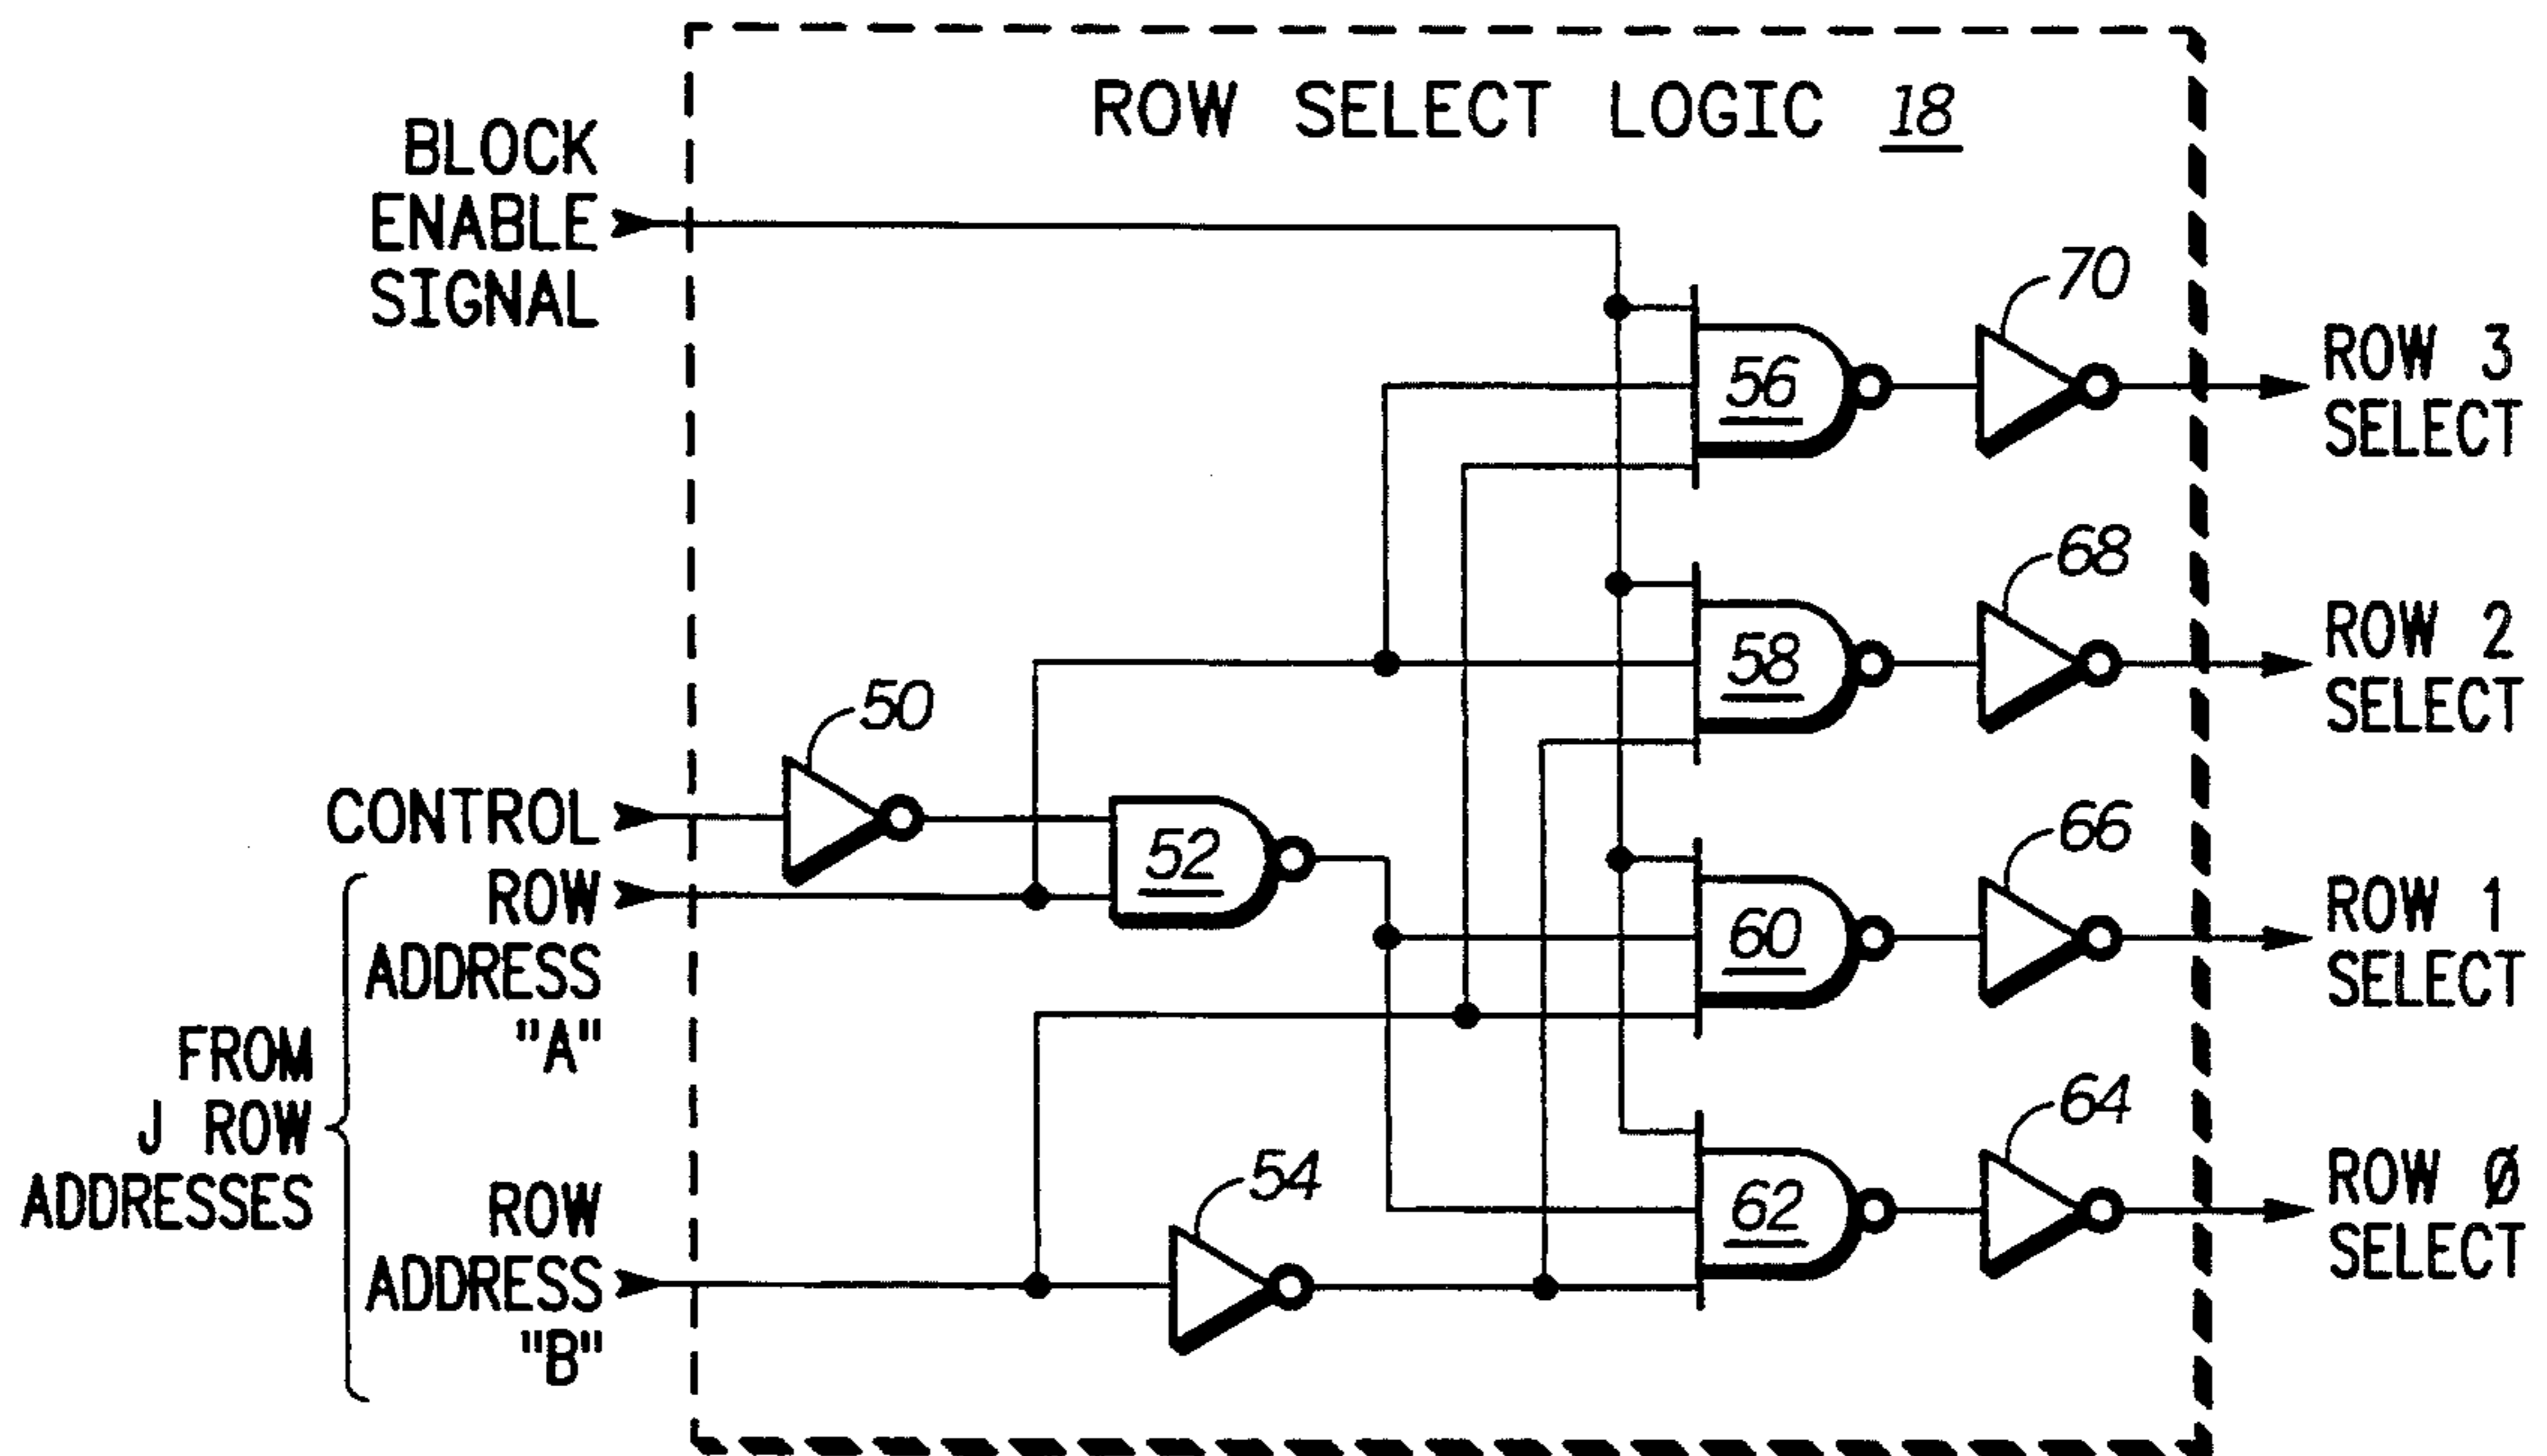 ROW SELECT LOGIC 18
BLOCK
ENABLE
SIGNAL
70
ROW 3
SELECT
56
68
ROW 2
SELECT
58
50
CONTROL
52
66
ROW 1
SELECT
60
ROW
ADDRESS
"A"
FROM
J ROW
ADDRESSES
64
ROW Ø
SELECT
62
54
ROW
ADDRESS
"B"